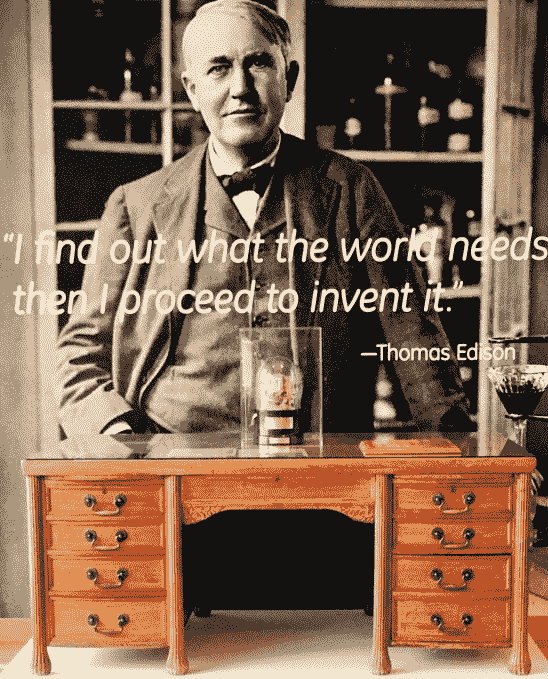 “I find out what the world needs
then I proceed to invent it.”
—Thomas Edison